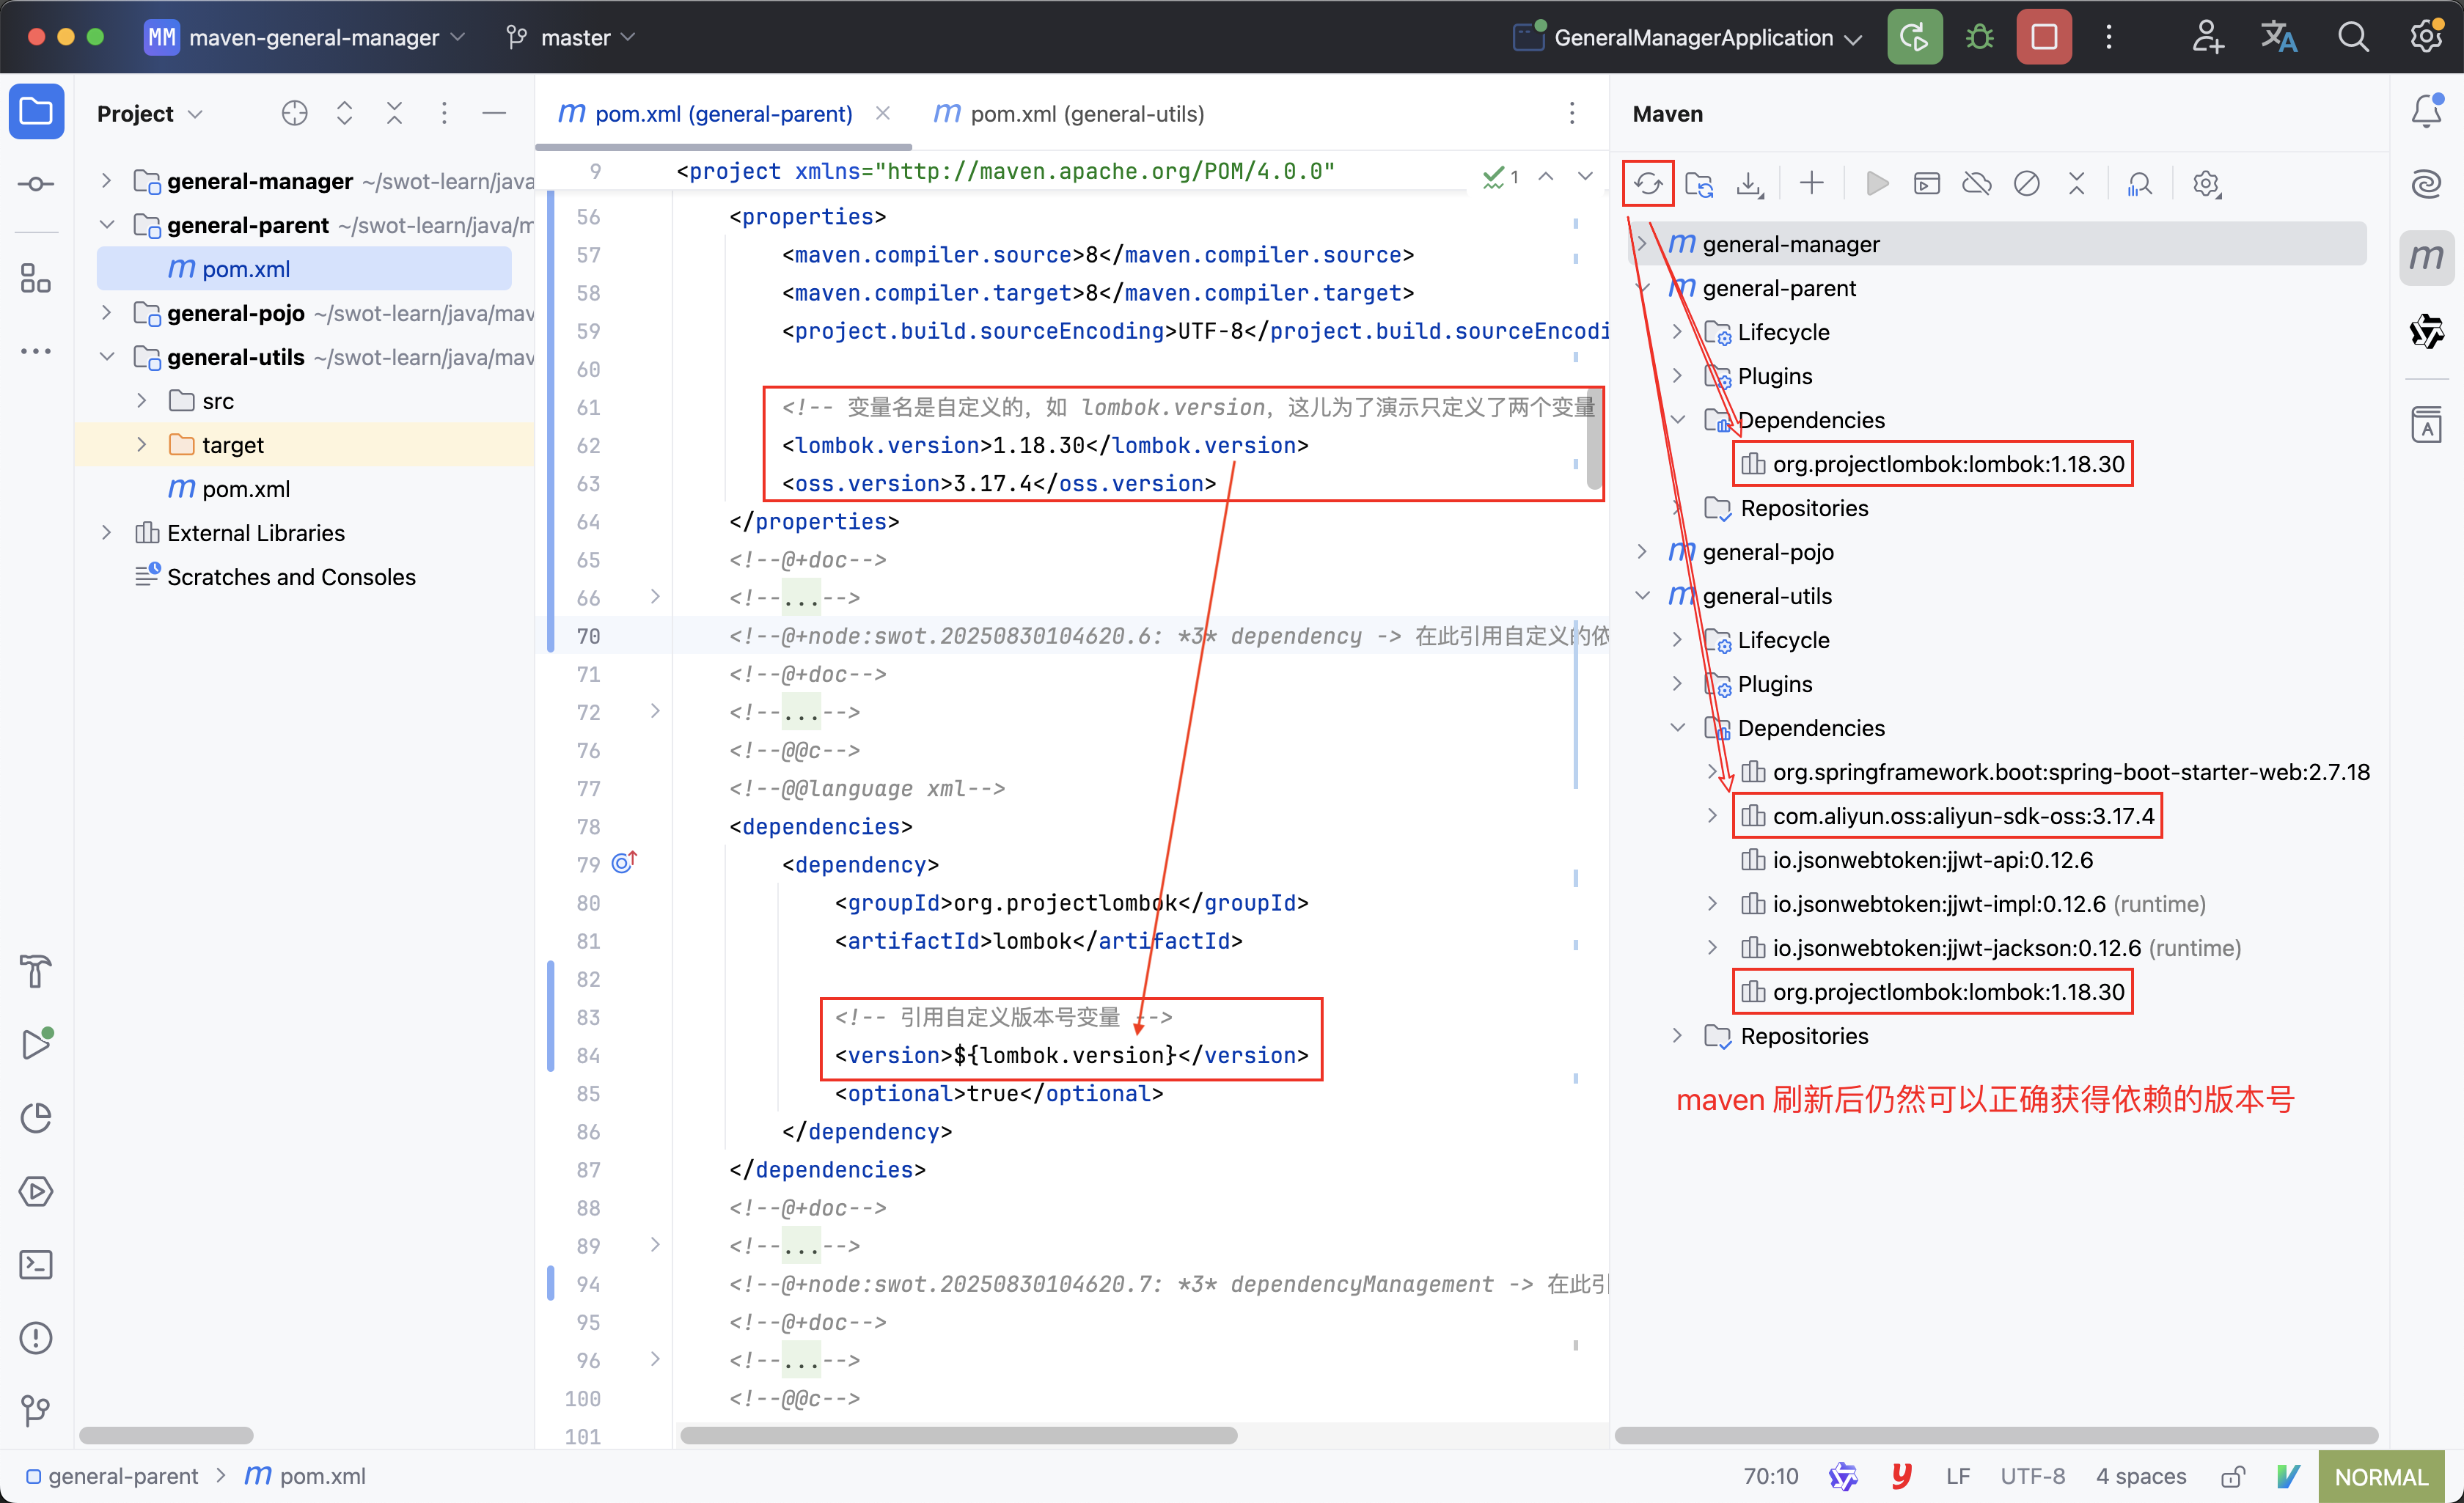 MM maven-general-manager
master
GeneralManagerApplication
Project
general-manager ~/swot-learn/java
general-parent ~/swot-learn/java/m
pom.xml
general-pojo ~/swot-learn/java/mav
general-utils ~/swot-learn/java/mav
src
target
pom.xml
External Libraries
Scratches and Consoles
pom.xml (general-parent)
pom.xml (general-utils)
1
9 <project xmlns="http://maven.apache.org/POM/4.0.0"
56 <properties>
57 <maven.compiler.source>8</maven.compiler.source>
58 <maven.compiler.target>8</maven.compiler.target>
59 <project.build.sourceEncoding>UTF-8</project.build.sourceEncodi
60
61 <!-- 变量名是自定义的，如 lombok.version，这儿为了演示只定义了两个变量
62 <lombok.version>1.18.30</lombok.version>
63 <oss.version>3.17.4</oss.version>
64 </properties>
65 <!--@+doc-->
66 <!--...-->
70 <!--@+node:swot.20250830104620.6: *3* dependency -> 在此引用自定义的依
71 <!--@+doc-->
72 <!--...-->
76 <!--@@c-->
77 <!--@@language xml-->
78 <dependencies>
79 <dependency>
80 <groupId>org.projectlombok</groupId>
81 <artifactId>lombok</artifactId>
82
83 <!-- 引用自定义版本号变量 -->
84 <version>${lombok.version}</version>
85 <optional>true</optional>
86 </dependency>
87 </dependencies>
88 <!--@+doc-->
89 <!--...-->
94 <!--@+node:swot.20250830104620.7: *3* dependencyManagement -> 在此引
95 <!--@+doc-->
96 <!--...-->
100 <!--@@c-->
101
Maven
general-manager
general-parent
Lifecycle
Plugins
Dependencies
org.projectlombok:lombok:1.18.30
Repositories
general-pojo
general-utils
Lifecycle
Plugins
Dependencies
org.springframework.boot:spring-boot-starter-web:2.7.18
com.aliyun.oss:aliyun-sdk-oss:3.17.4
io.jsonwebtoken:jjwt-api:0.12.6
io.jsonwebtoken:jjwt-impl:0.12.6 (runtime)
io.jsonwebtoken:jjwt-jackson:0.12.6 (runtime)
org.projectlombok:lombok:1.18.30
Repositories
maven 刷新后仍然可以正确获得依赖的版本号
general-parent > pom.xml
70:10
LF
UTF-8
4 spaces
NORMAL